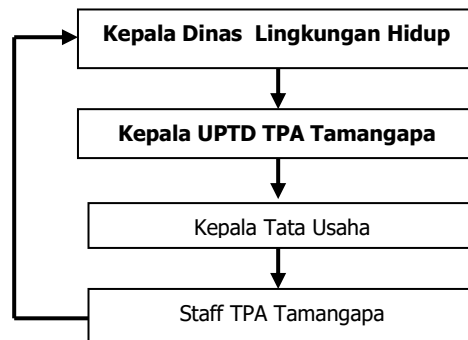 Kepala Dinas  Lingkungan Hidup
Kepala UPTD TPA Tamangapa
Kepala Tata Usaha
Staff TPA Tamangapa